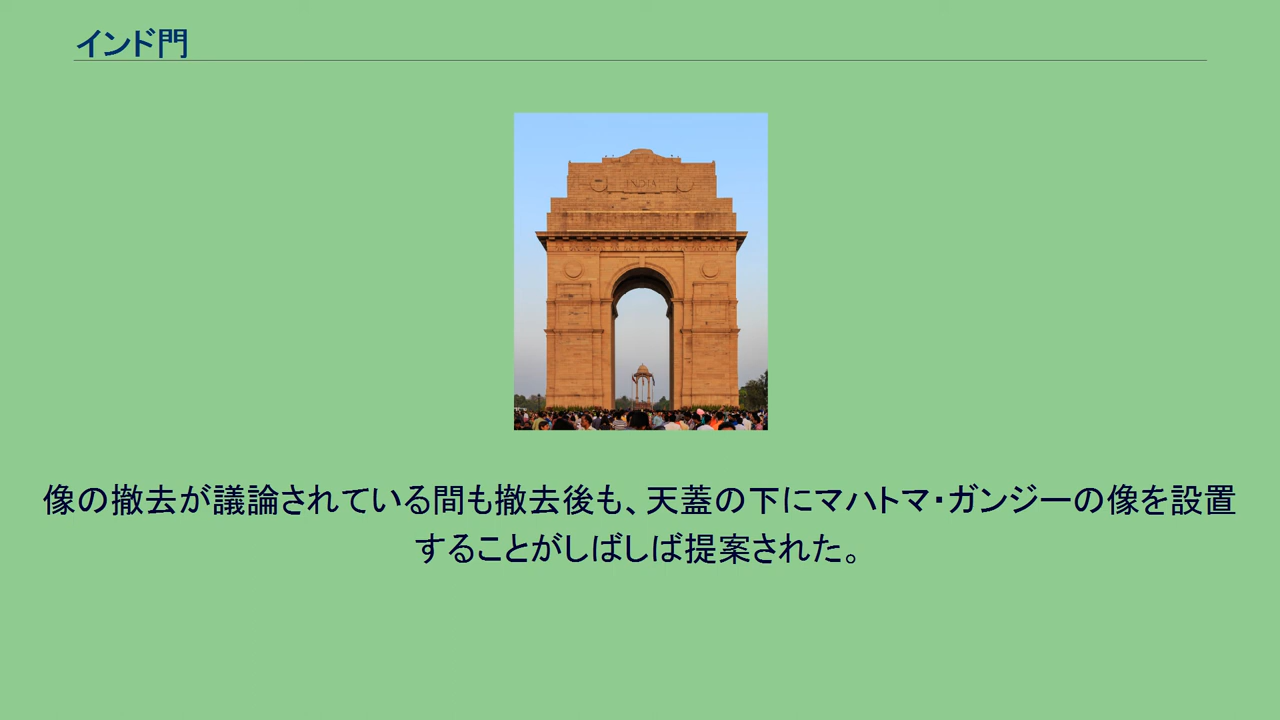 インド門
INDIA
像の撤去が議論されている間も撤去後も、天蓋の下にマハトマ・ガンジーの像を設置
することがしばしば提案された。